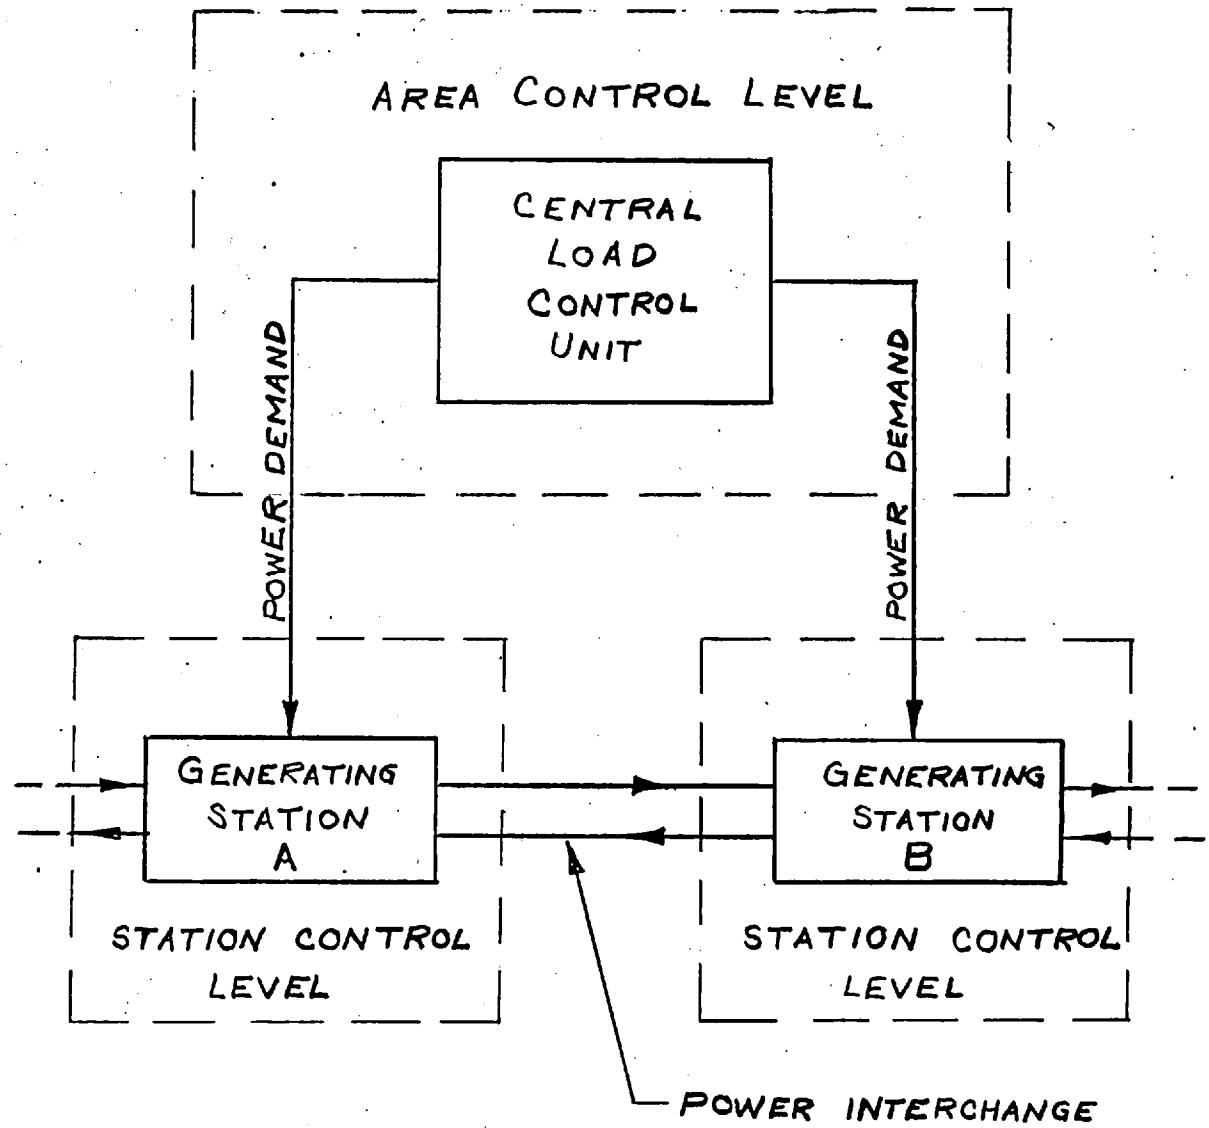 AREA CONTROL LEVEL
CENTRAL
LOAD
CONTROL
UNIT
POWER DEMAND
POWER DEMAND
GENERATING
STATION
A
GENERATING
STATION
B
STATION CONTROL
LEVEL
STATION CONTROL
LEVEL
POWER INTERCHANGE